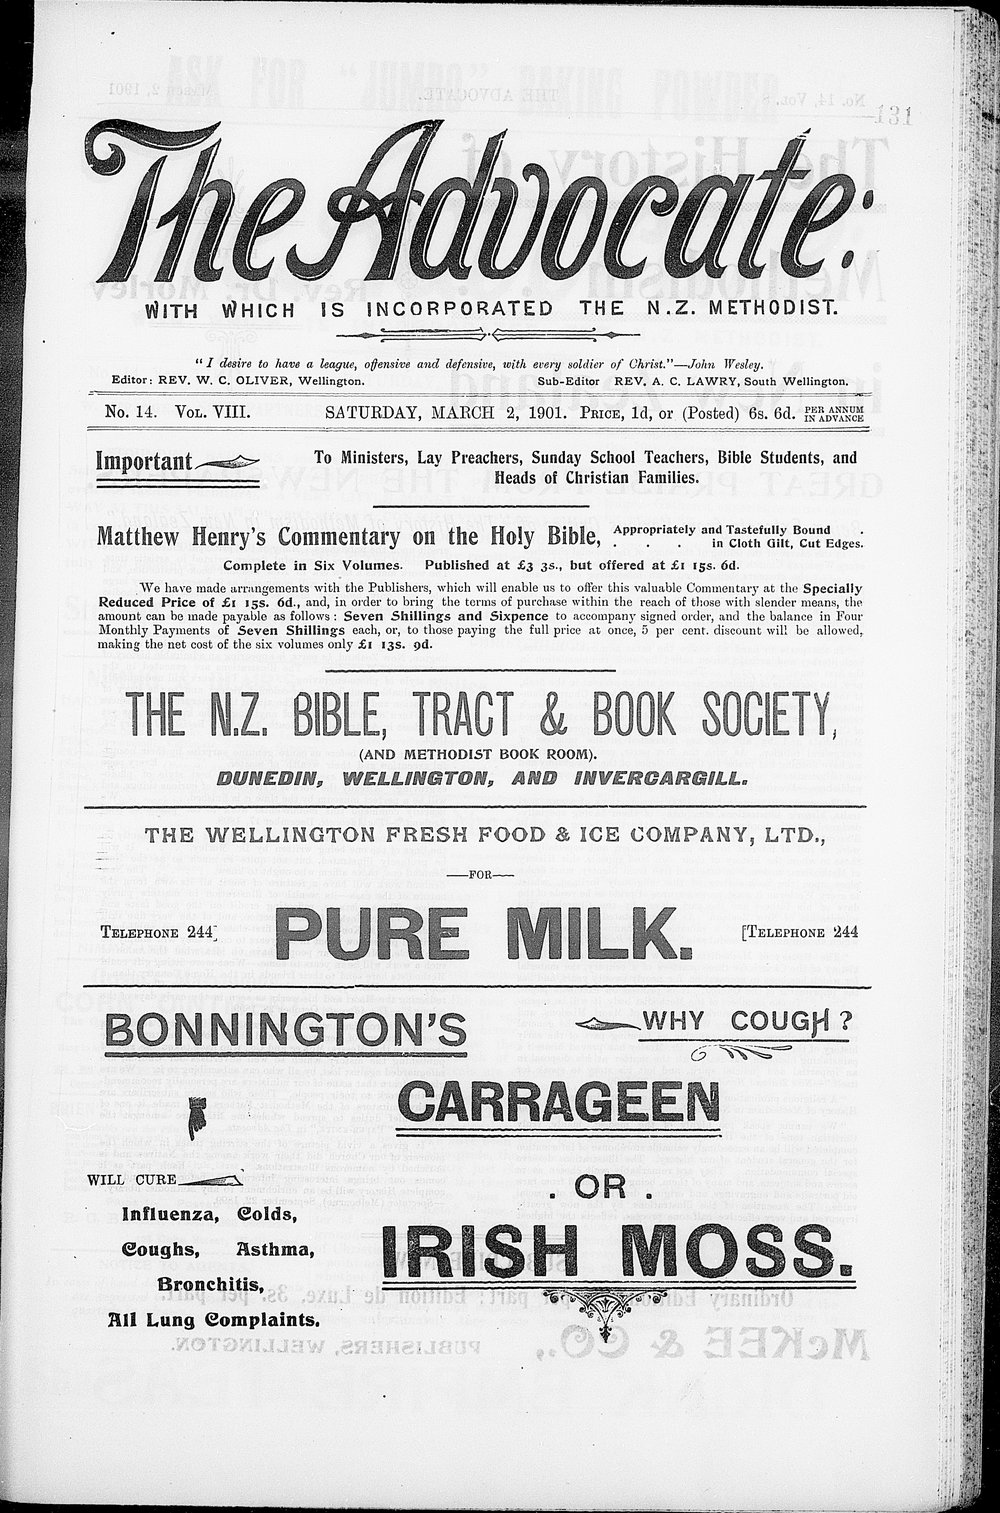 131
The Advocate:
WITH WHICH IS INCORPORATED THE N.Z. METHODIST.
"I desire to have a league, offensive and defensive, with every soldier of Christ."—John Wesley.
Editor: REV. W. C. OLIVER, Wellington. Sub-Editor REV. A. C. LAWRY, South Wellington.
No. 14. VOL. VIII. SATURDAY, MARCH 2, 1901. PRICE, 1d, or (Posted) 6s. 6d. PER ANNUM IN ADVANCE
Important
To Ministers, Lay Preachers, Sunday School Teachers, Bible Students, and
Heads of Christian Families.
Matthew Henry's Commentary on the Holy Bible, Appropriately and Tastefully Bound .
. . . in Cloth Gilt, Cut Edges.
Complete in Six Volumes. Published at £3 3s., but offered at £1 15s. 6d.
We have made arrangements with the Publishers, which will enable us to offer this valuable Commentary at the Specially
Reduced Price of £1 15s. 6d., and, in order to bring the terms of purchase within the reach of those with slender means, the
amount can be made payable as follows: Seven Shillings and Sixpence to accompany signed order, and the balance in Four
Monthly Payments of Seven Shillings each, or, to those paying the full price at once, 5 per cent. discount will be allowed,
making the net cost of the six volumes only £1 13s. 9d.
THE N.Z. BIBLE, TRACT & BOOK SOCIETY,
(AND METHODIST BOOK ROOM).
DUNEDIN, WELLINGTON, AND INVERCARGILL.
THE WELLINGTON FRESH FOOD & ICE COMPANY, LTD.,
—FOR—
TELEPHONE 244] PURE MILK. [TELEPHONE 244
BONNINGTON'S
WHY COUGH?
CARRAGEEN
WILL CURE
. OR .
Influenza, Colds,
Coughs, Asthma,
IRISH MOSS.
Bronchitis,
All Lung Complaints.